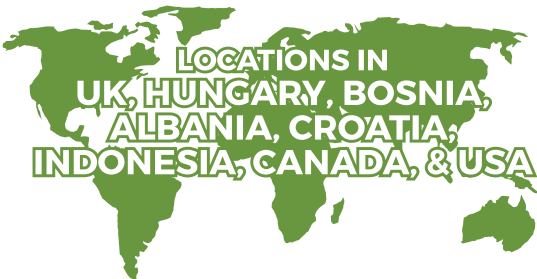 LOCATIONS IN
UK, HUNGARY, BOSNIA,
ALBANIA, CROATIA,
INDONESIA, CANADA, & USA